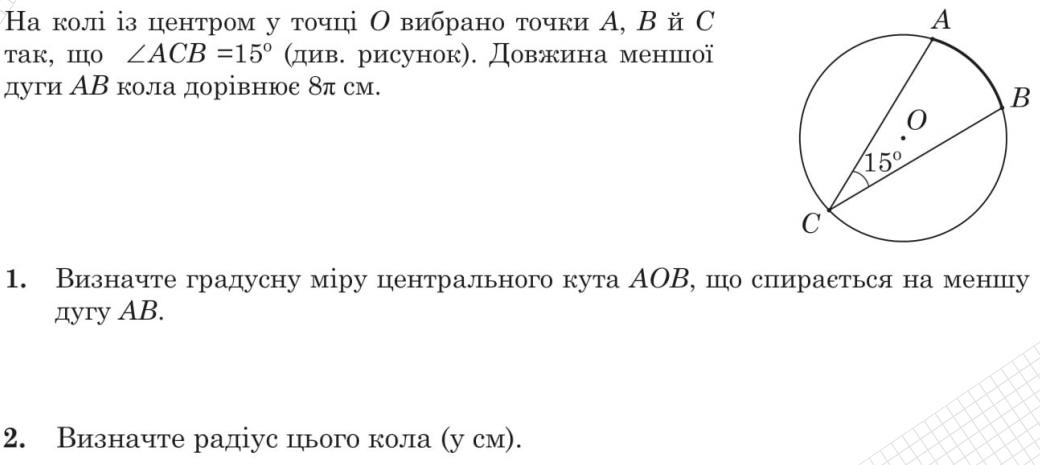 На колі із центром у точці O вибрано точки A, B й C
так, що ∠ACB =15° (див. рисунок). Довжина меншої
дуги AB кола дорівнює 8π см.
A
B
O
15°
C
1. Визначте градусну міру центрального кута AOB, що спирається на меншу
дугу AB.
2. Визначте радіус цього кола (у см).